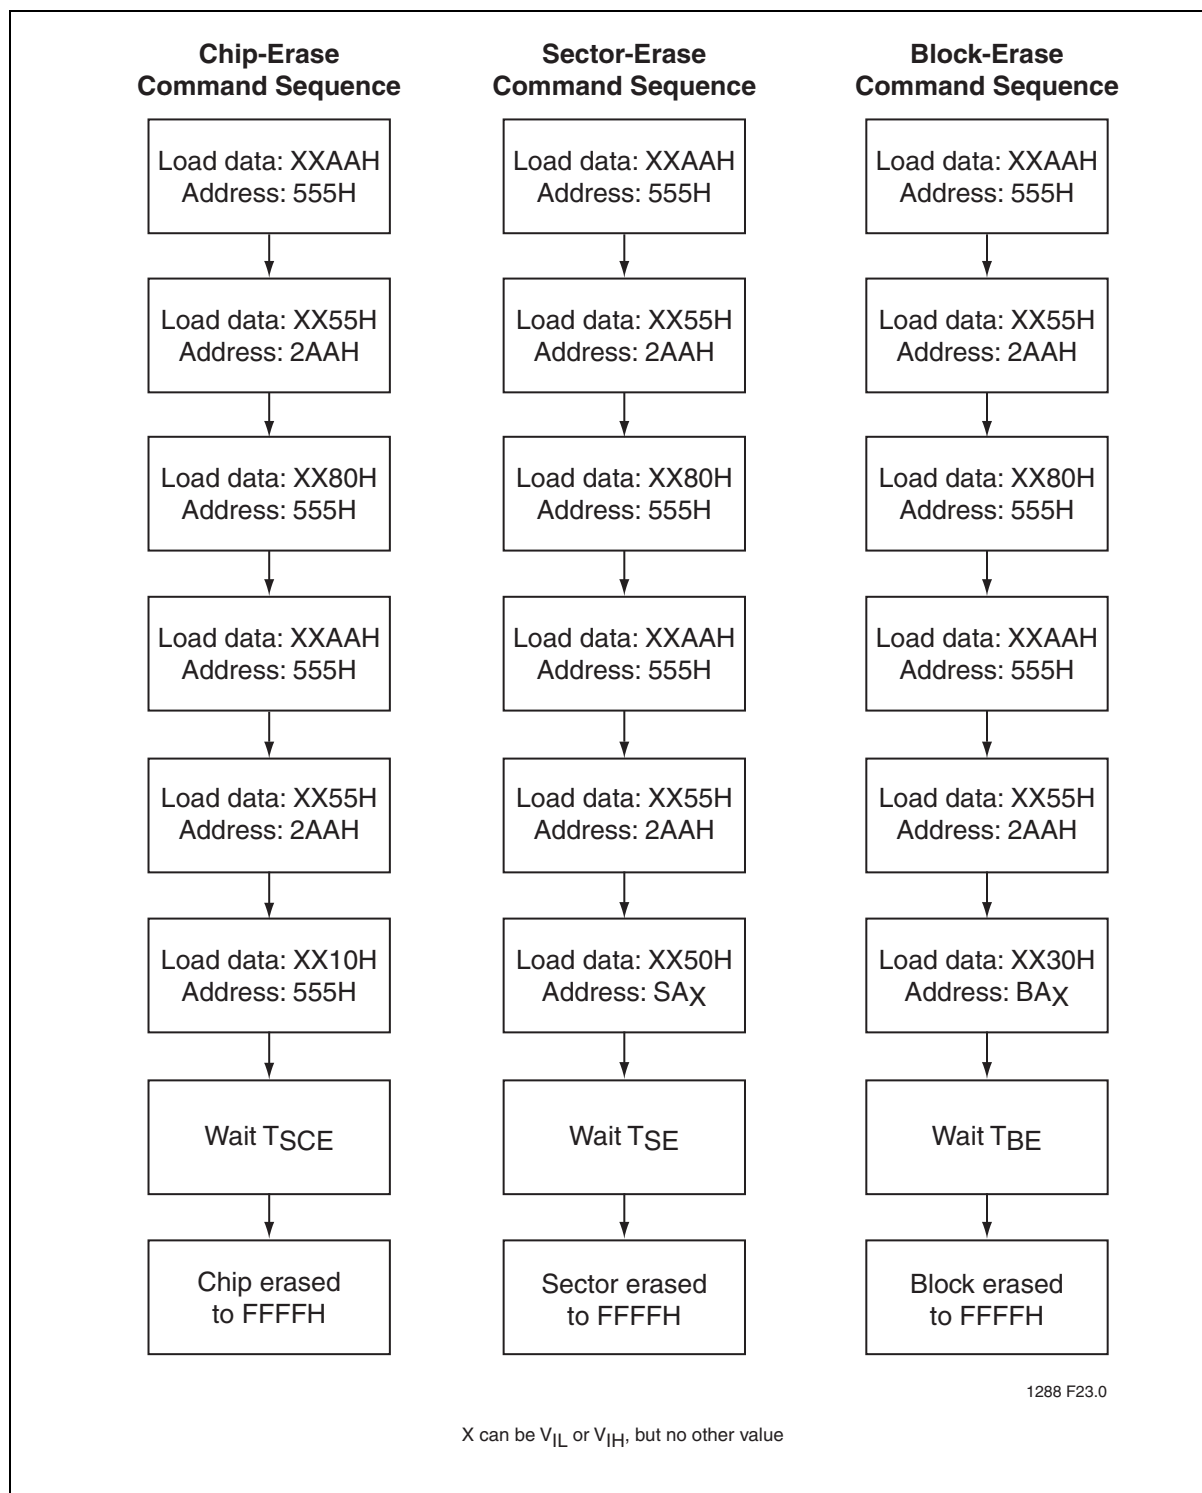 Chip-Erase
Command Sequence
Load data: XXAAH
Address: 555H
Load data: XX55H
Address: 2AAH
Load data: XX80H
Address: 555H
Load data: XXAAH
Address: 555H
Load data: XX55H
Address: 2AAH
Load data: XX10H
Address: 555H
Wait TSCE
Chip erased
to FFFFH
Sector-Erase
Command Sequence
Load data: XXAAH
Address: 555H
Load data: XX55H
Address: 2AAH
Load data: XX80H
Address: 555H
Load data: XXAAH
Address: 555H
Load data: XX55H
Address: 2AAH
Load data: XX50H
Address: SAX
Wait TSE
Sector erased
to FFFFH
Block-Erase
Command Sequence
Load data: XXAAH
Address: 555H
Load data: XX55H
Address: 2AAH
Load data: XX80H
Address: 555H
Load data: XXAAH
Address: 555H
Load data: XX55H
Address: 2AAH
Load data: XX30H
Address: BAX
Wait TBE
Block erased
to FFFFH
1288 F23.0
X can be VIL or VIH, but no other value